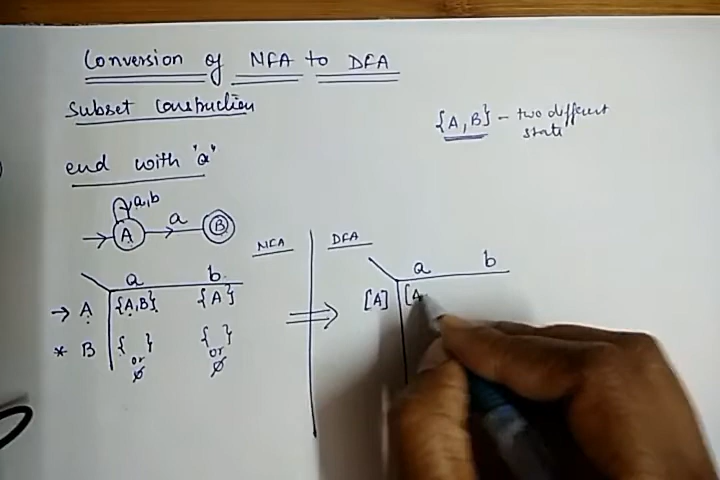 Conversion of NFA to DFA
Subset Construction
{A, B} - two different
state
end with 'a'
a,b
A a B
NFA
DFA
a b
→ A {A,B} {A}
* B { } { }
or or
ϕ ϕ
a b
[A] [A